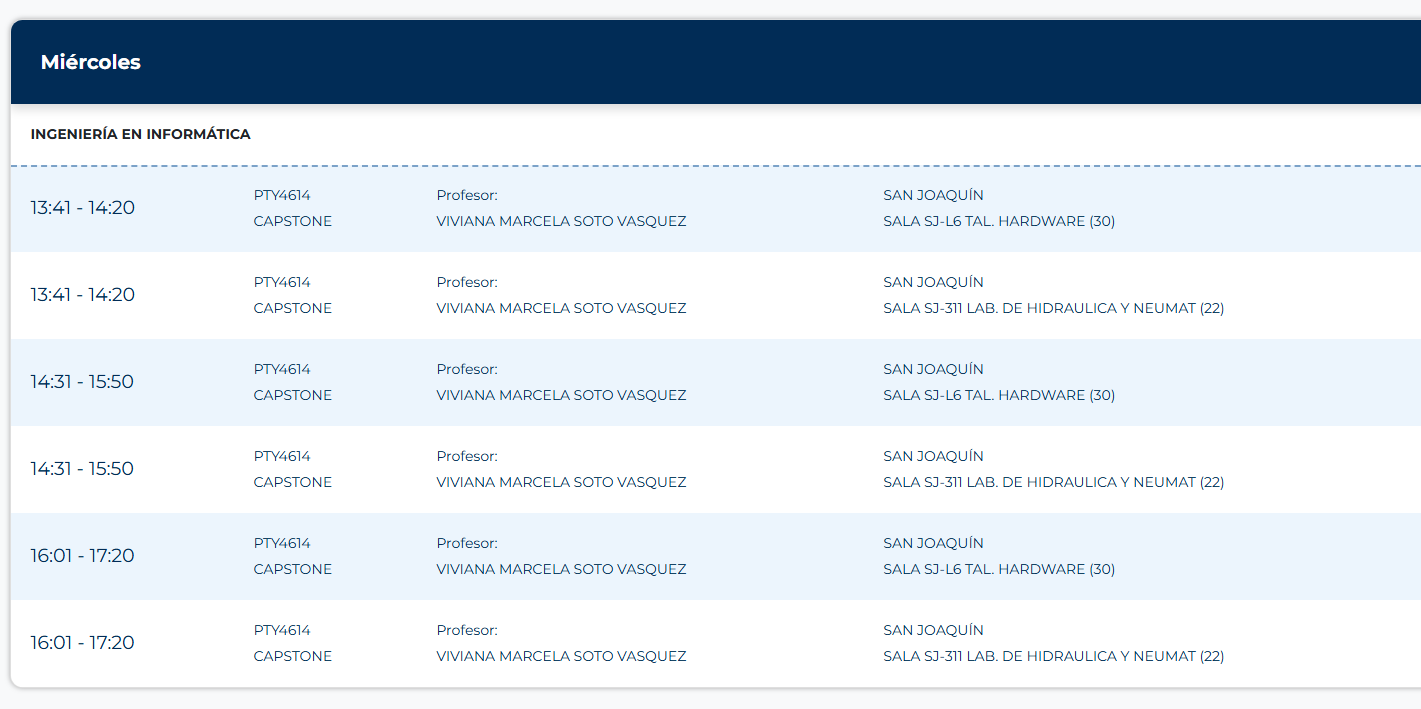 Miércoles
INGENIERÍA EN INFORMÁTICA
13:41 - 14:20
PTY4614
CAPSTONE
Profesor:
VIVIANA MARCELA SOTO VASQUEZ
SAN JOAQUÍN
SALA SJ-L6 TAL. HARDWARE (30)
13:41 - 14:20
PTY4614
CAPSTONE
Profesor:
VIVIANA MARCELA SOTO VASQUEZ
SAN JOAQUÍN
SALA SJ-311 LAB. DE HIDRAULICA Y NEUMAT (22)
14:31 - 15:50
PTY4614
CAPSTONE
Profesor:
VIVIANA MARCELA SOTO VASQUEZ
SAN JOAQUÍN
SALA SJ-L6 TAL. HARDWARE (30)
14:31 - 15:50
PTY4614
CAPSTONE
Profesor:
VIVIANA MARCELA SOTO VASQUEZ
SAN JOAQUÍN
SALA SJ-311 LAB. DE HIDRAULICA Y NEUMAT (22)
16:01 - 17:20
PTY4614
CAPSTONE
Profesor:
VIVIANA MARCELA SOTO VASQUEZ
SAN JOAQUÍN
SALA SJ-L6 TAL. HARDWARE (30)
16:01 - 17:20
PTY4614
CAPSTONE
Profesor:
VIVIANA MARCELA SOTO VASQUEZ
SAN JOAQUÍN
SALA SJ-311 LAB. DE HIDRAULICA Y NEUMAT (22)